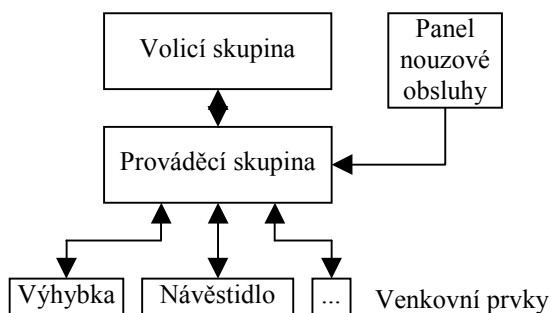 Volicí skupina
Panel
nouzové
obsluhy
Prováděcí skupina
Výhybka
Návěstidlo
...
Venkovní prvky